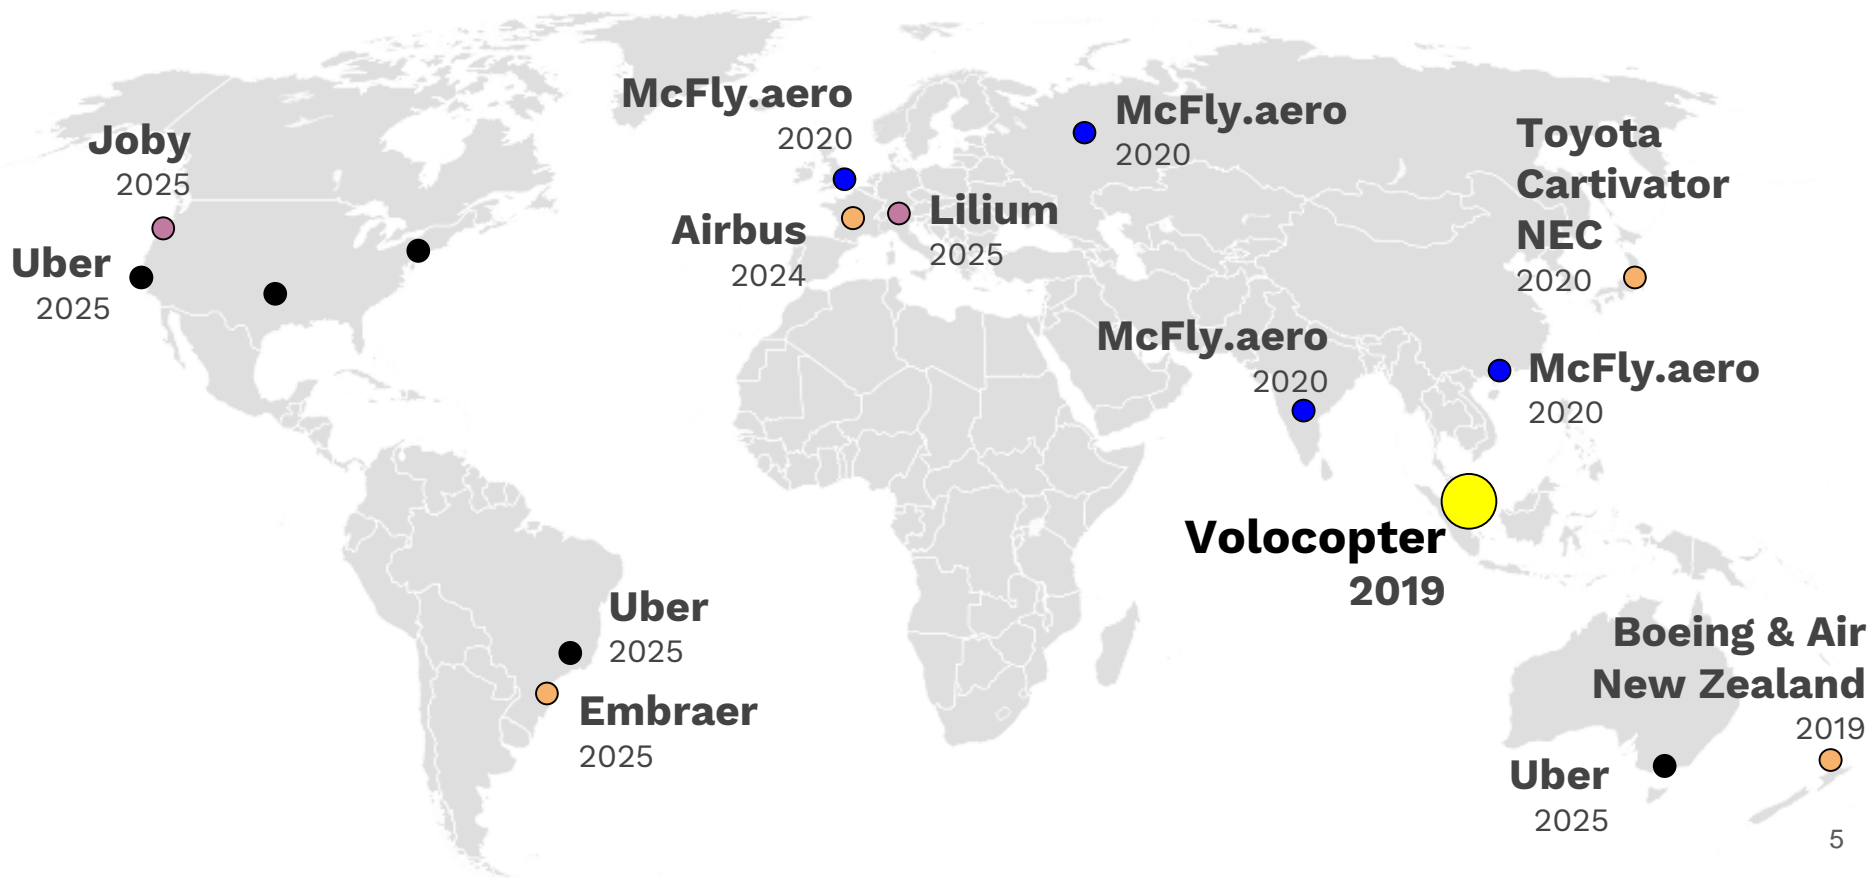 McFly.aero
2020
McFly.aero
2020
Joby
2025
Toyota
Cartivator
NEC
2020
Uber
2025
Airbus
2024
Lilium
2025
McFly.aero
2020
McFly.aero
2020
Volocopter
2019
Uber
2025
Embraer
2025
Boeing & Air
New Zealand
2019
Uber
2025
5